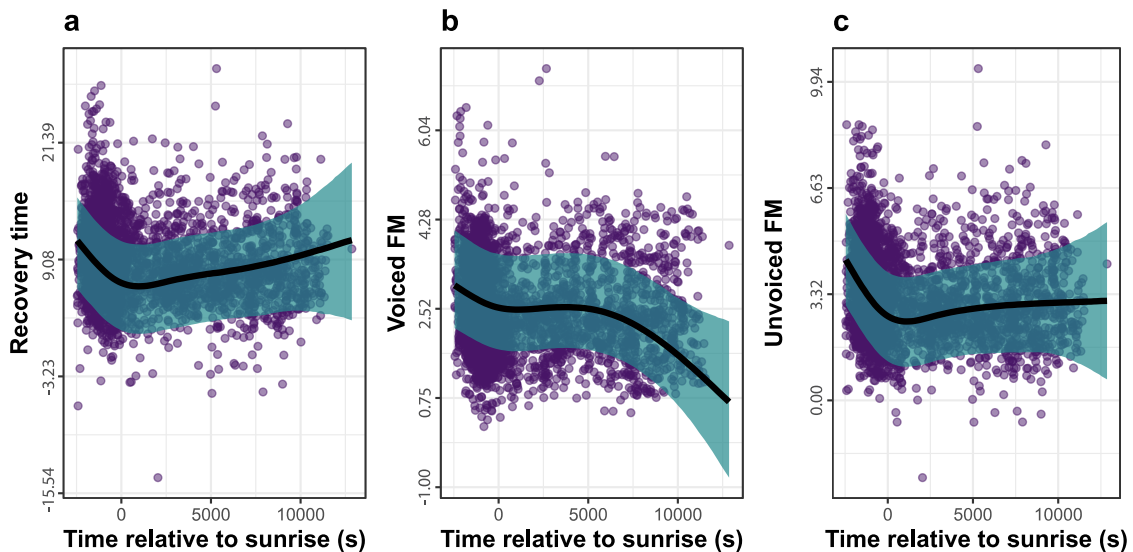 a
b
c
Recovery time
21.39
9.08
-3.23
-15.54
0
5000
10000
Time relative to sunrise (s)
Voiced FM
6.04
4.28
2.52
0.75
-1.00
0
5000
10000
Time relative to sunrise (s)
Unvoiced FM
9.94
6.63
3.32
0.00
0
5000
10000
Time relative to sunrise (s)